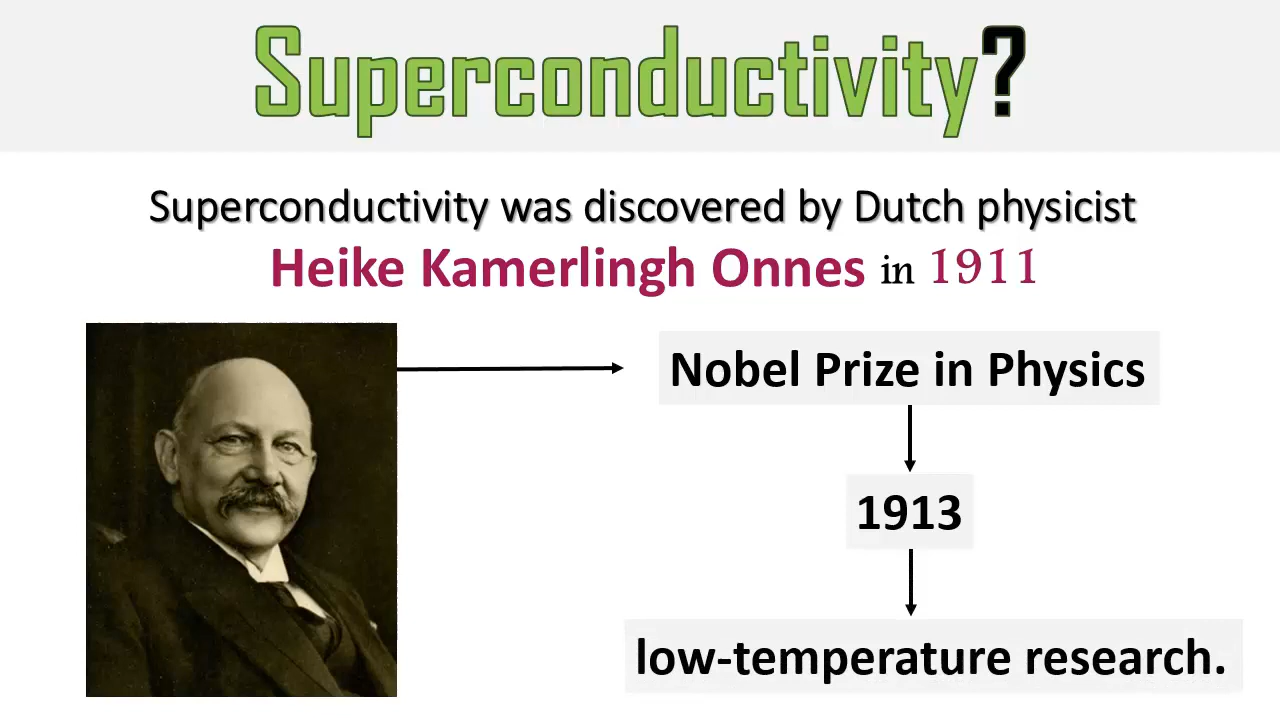 Superconductivity?
Superconductivity was discovered by Dutch physicist
Heike Kamerlingh Onnes in 1911
Nobel Prize in Physics
1913
low-temperature research.